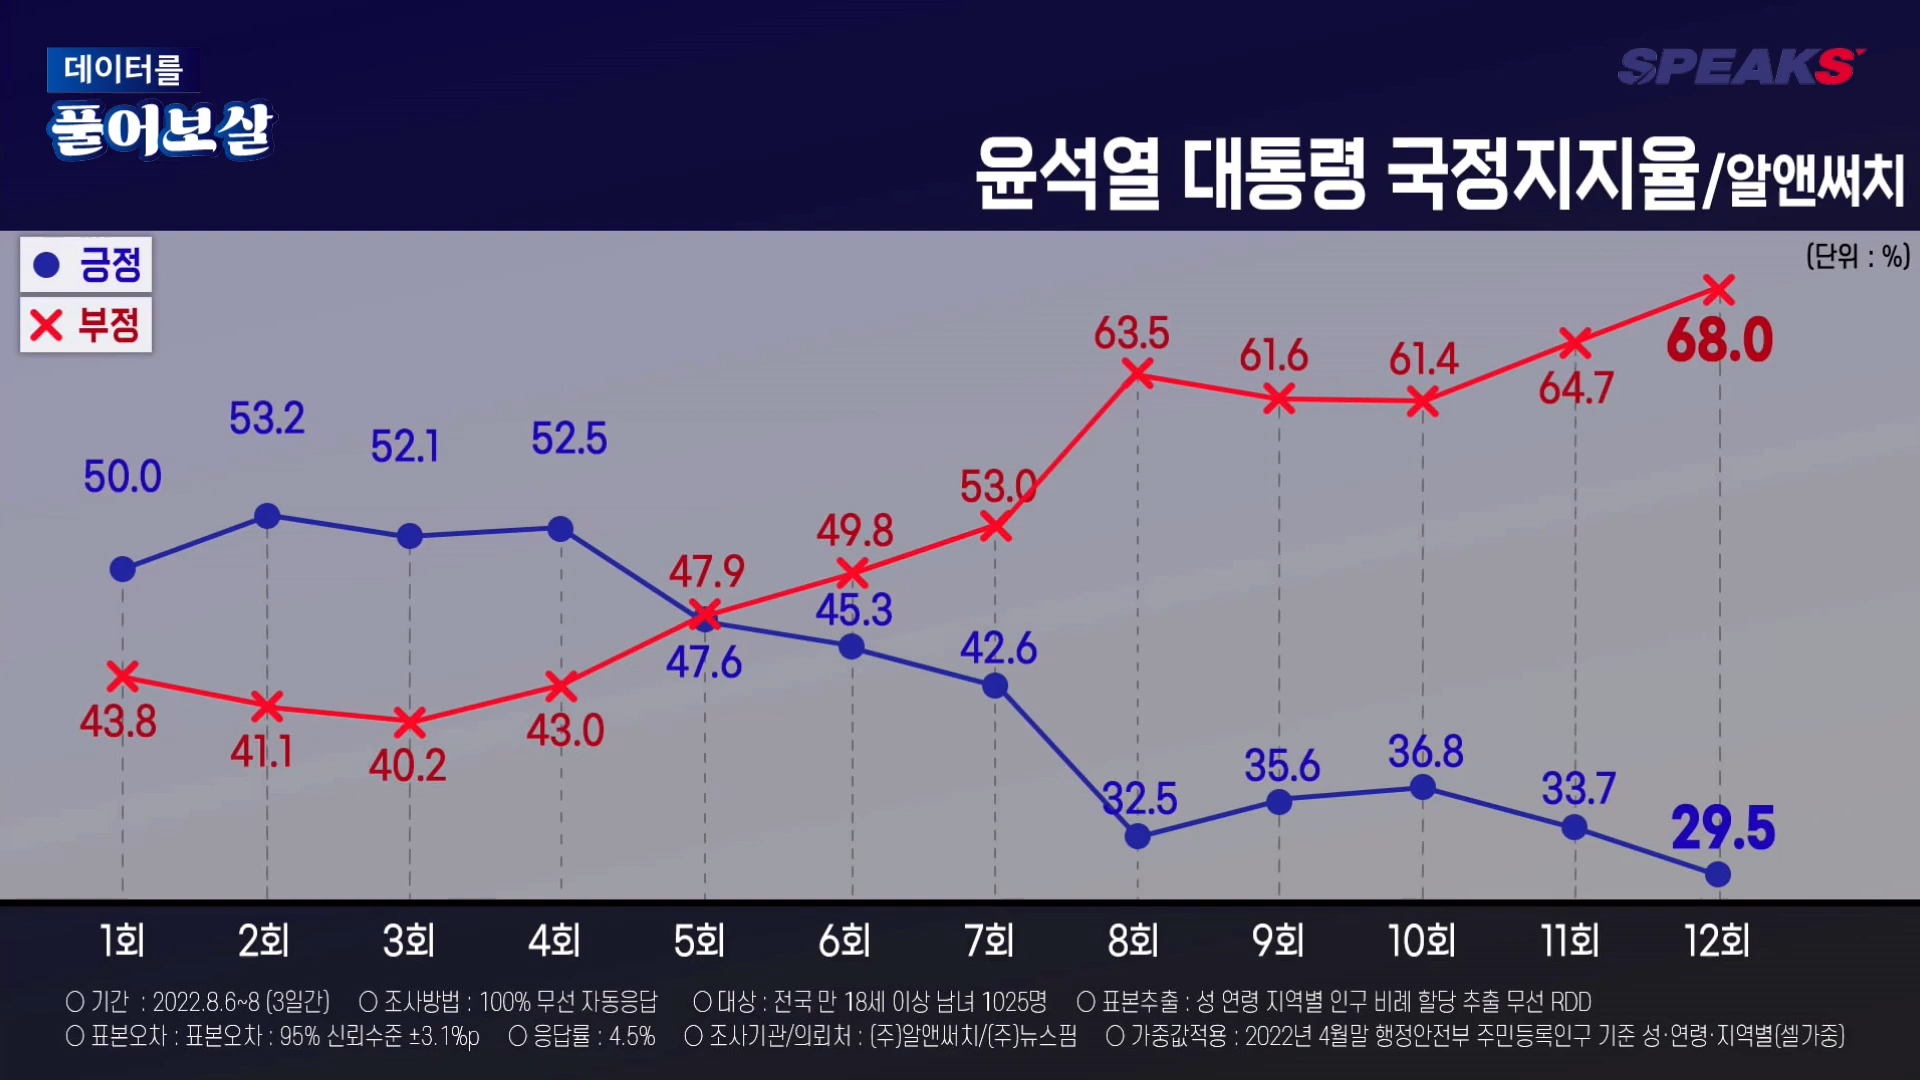 데이터를
풀어보살
SPEAKS
윤석열 대통령 국정지지율/알앤써치
(단위 : %)
긍정
부정
50.0
53.2
52.1
52.5
47.6
45.3
42.6
32.5
35.6
36.8
33.7
29.5
43.8
41.1
40.2
43.0
47.9
49.8
53.0
63.5
61.6
61.4
64.7
68.0
1회 2회 3회 4회 5회 6회 7회 8회 9회 10회 11회 12회
○ 기간 : 2022.8.6~8 (3일간) ○ 조사방법 : 100% 무선 자동응답 ○ 대상 : 전국 만 18세 이상 남녀 1025명 ○ 표본추출 : 성 연령 지역별 인구 비례 할당 추출 무선 RDD
○ 표본오차 : 표본오차 : 95% 신뢰수준 ±3.1%p ○ 응답률 : 4.5% ○ 조사기관/의뢰처 : (주)알앤써치/(주)뉴스핌 ○ 가중값적용 : 2022년 4월말 행정안전부 주민등록인구 기준 성·연령·지역별(셀가중)